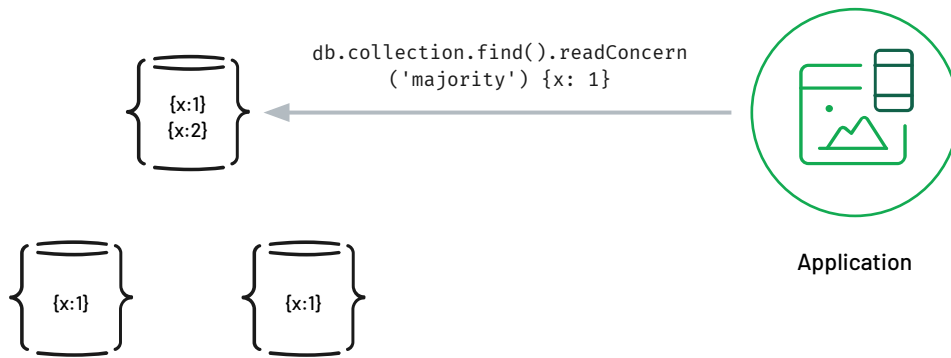 db.collection.find().readConcern
('majority') {x: 1}
{x:1}
{x:2}
Application
{x:1}
{x:1}